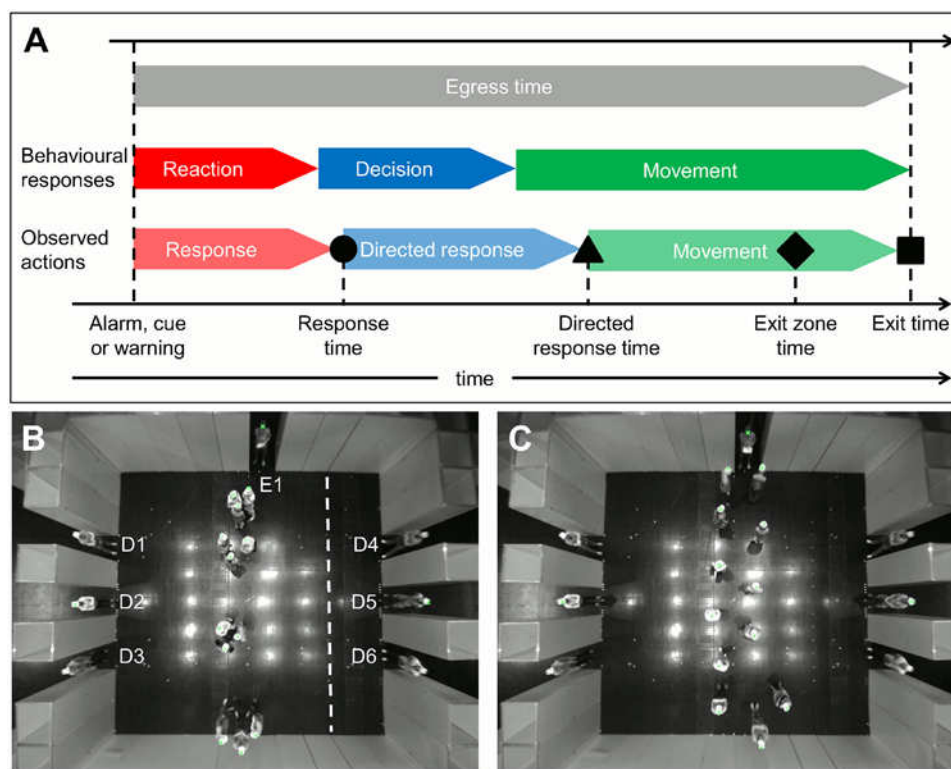 A
Egress time
Behavioural
responses
Reaction
Decision
Movement
Observed
actions
Response
Directed response
Movement
Alarm, cue
or warning
Response
time
Directed
response time
Exit zone
time
Exit time
time
B
E1
D1
D4
D2
D5
D3
D6
C